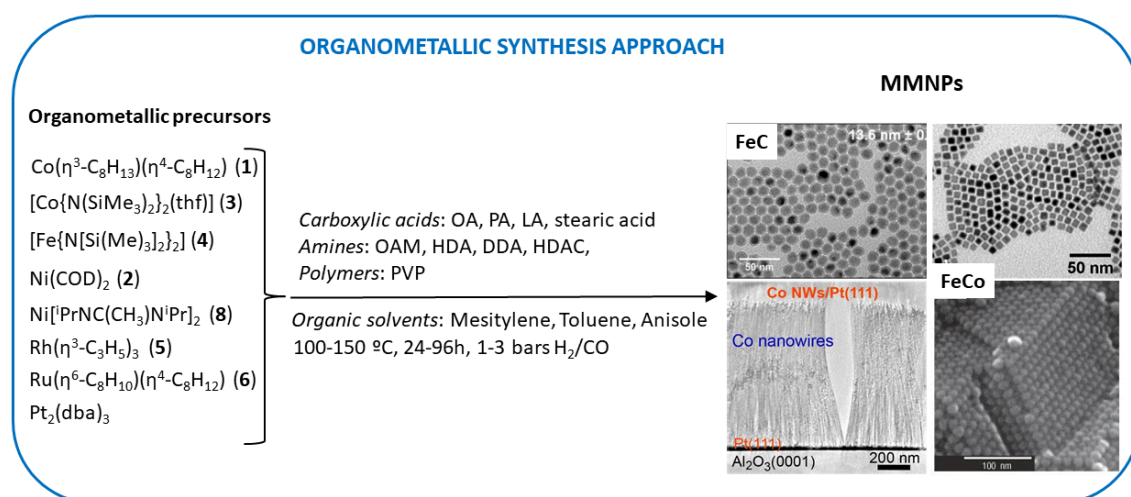 ORGANOMETALLIC SYNTHESIS APPROACH
MMNPs
Organometallic precursors
Co(η³-C₈H₁₃)(η⁴-C₈H₁₂) (1)
[Co{N(SiMe₃)₂}₂(thf)] (3)
[Fe{N[Si(Me)₃]₂}₂] (4)
Ni(COD)₂ (2)
Ni[ⁱPrNC(CH₃)NⁱPr]₂ (8)
Rh(η³-C₃H₅)₃ (5)
Ru(η⁶-C₈H₁₀)(η⁴-C₈H₁₂) (6)
Pt₂(dba)₃
Carboxylic acids: OA, PA, LA, stearic acid
Amines: OAM, HDA, DDA, HDAC,
Polymers: PVP
Organic solvents: Mesitylene, Toluene, Anisole
100-150 ºC, 24-96h, 1-3 bars H₂/CO
FeC
13.6 nm ± 0.
50 nm
50 nm
Co NWs/Pt(111)
Co nanowires
Pt(111)
Al₂O₃(0001)
200 nm
FeCo
100 nm